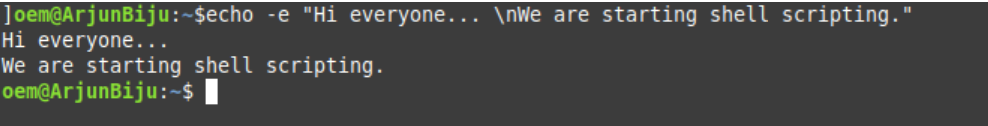 ]oem@ArjunBiju:~$echo -e "Hi everyone... \nWe are starting shell scripting."
Hi everyone...
We are starting shell scripting.
oem@ArjunBiju:~$